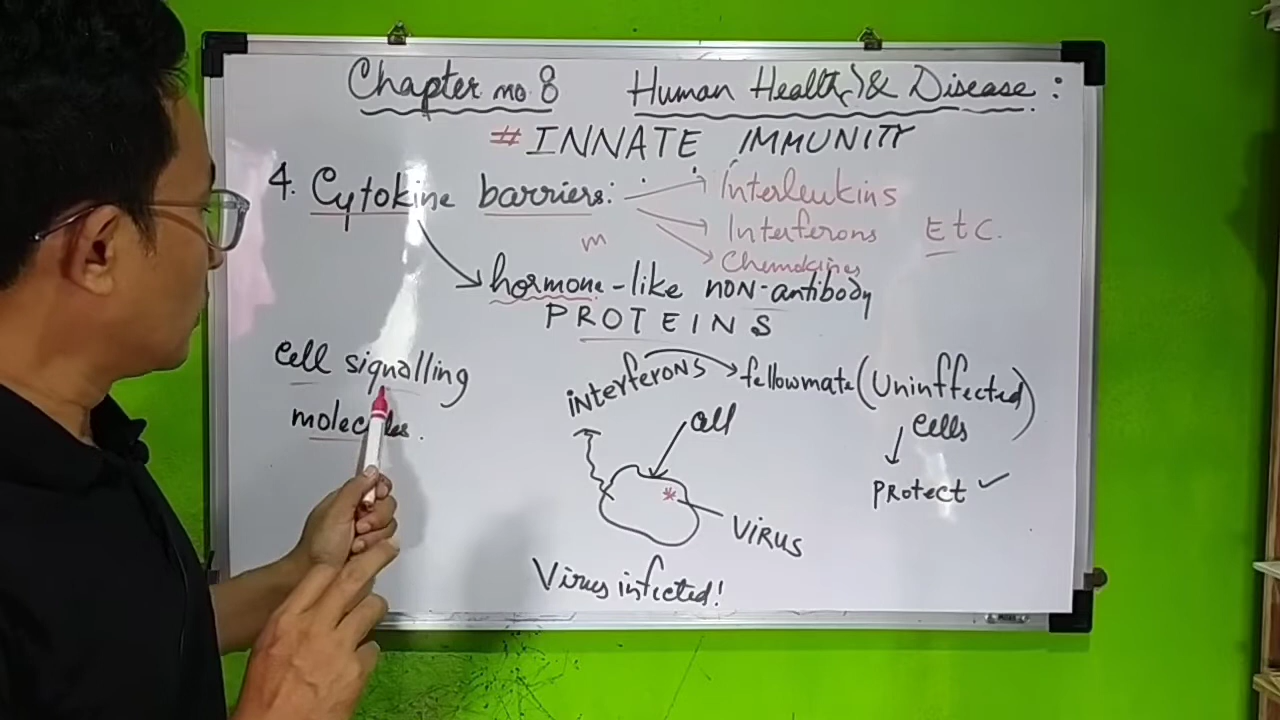 Chapter no 8 Human Health & Disease:
# INNATE IMMUNITY
4. Cytokine barriers: Interleukins
Interferons Etc.
m
Chemokines
hormone-like NON-antibody
PROTEINS
cell signalling
molecules.
interferons fellowmate (Uninffected)
cells
cell
Protect ✓
*
VIRUS
Virus infected!